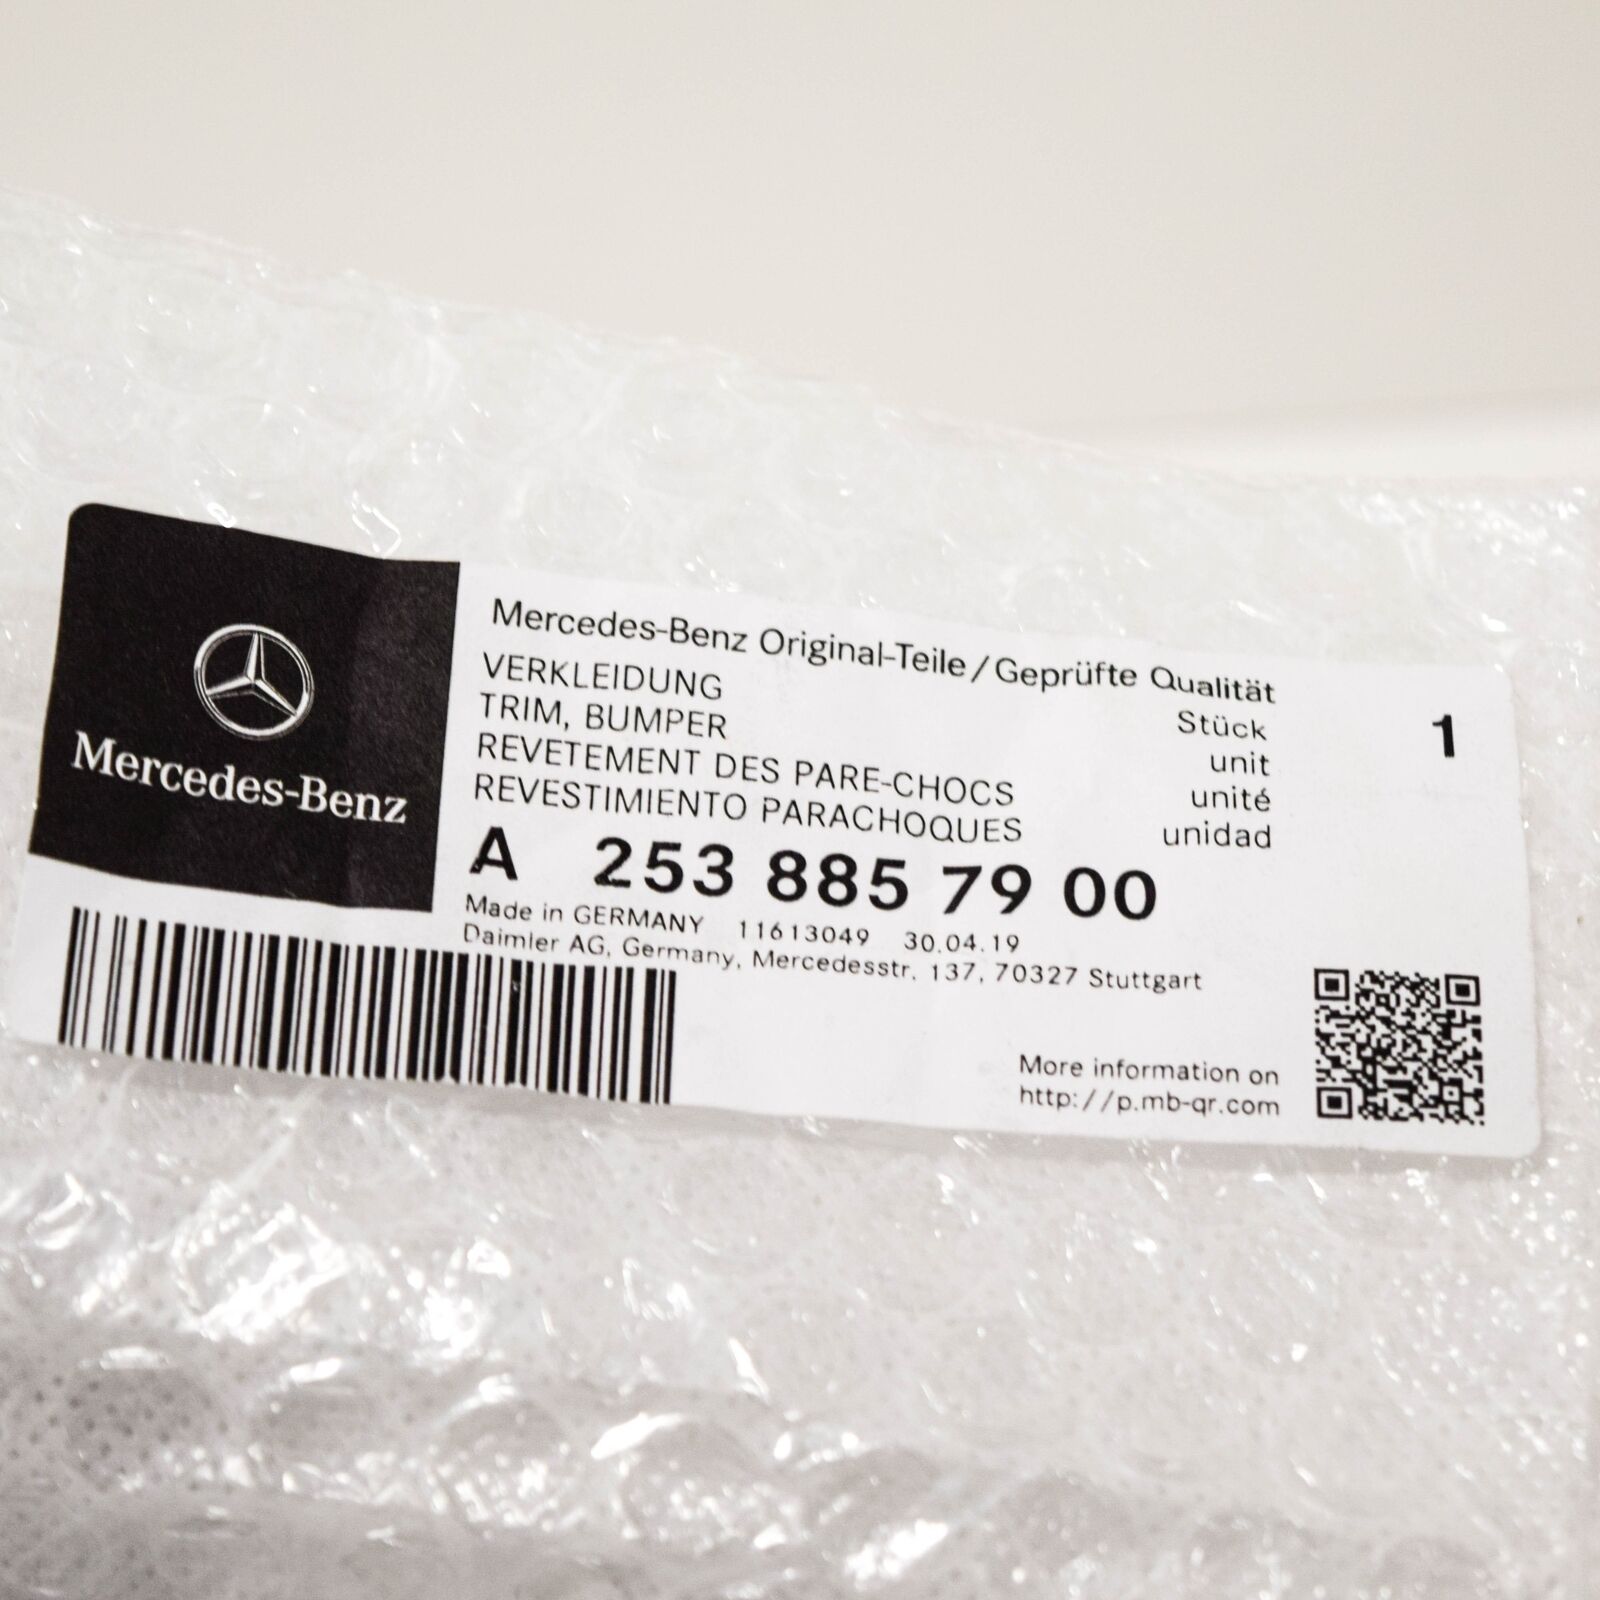 Mercedes-Benz
Mercedes-Benz Original-Teile/Geprüfte Qualität
VERKLEIDUNG
TRIM, BUMPER
REVETEMENT DES PARE-CHOCS
REVESTIMIENTO PARACHOQUES
Stück
unit
unité
unidad
1
A 253 885 79 00
Made in GERMANY 11613049 30.04.19
Daimler AG, Germany, Mercedesstr. 137, 70327 Stuttgart
More information on
http://p.mb-qr.com